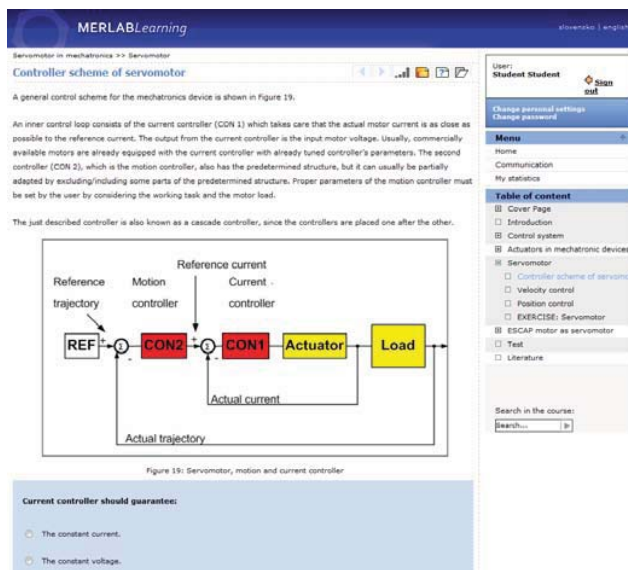 MERLABLearning
slovensko | english
Servomotor in mechatronics >> Servomotor
Controller scheme of servomotor
A general control scheme for the mechatronics device is shown in Figure 19.
An inner control loop consists of the current controller (CON 1) which takes care that the actual motor current is as close as
possible to the reference current. The output from the current controller is the input motor voltage. Usually, commercially
available motors are already equipped with the current controller with already tuned controller's parameters. The second
controller (CON 2), which is the motion controller, also has the predetermined structure, but it can usually be partially
adapted by excluding/including some parts of the predetermined structure. Proper parameters of the motion controller must
be set by the user by considering the working task and the motor load.
The just described controller is also known as a cascade controller, since the controllers are placed one after the other.
Reference current
Reference trajectory
Motion controller
Current controller
REF
+
Σ
-
CON2
+
Σ
-
CON1
Actuator
Load
Actual current
Actual trajectory
Figure 19: Servomotor, motion and current controller
Current controller should guarantee:
The constant current.
The constant voltage.
User:
Student Student
Sign out
Change personal settings
Change password
Menu
Home
Communication
My statistics
Table of content
Cover Page
Introduction
Control system
Actuators in mechatronic devices
Servomotor
Controller scheme of servomo
Velocity control
Position control
EXERCISE: Servomotor
ESCAP motor as servomotor
Test
Literature
Search in the course:
Search...